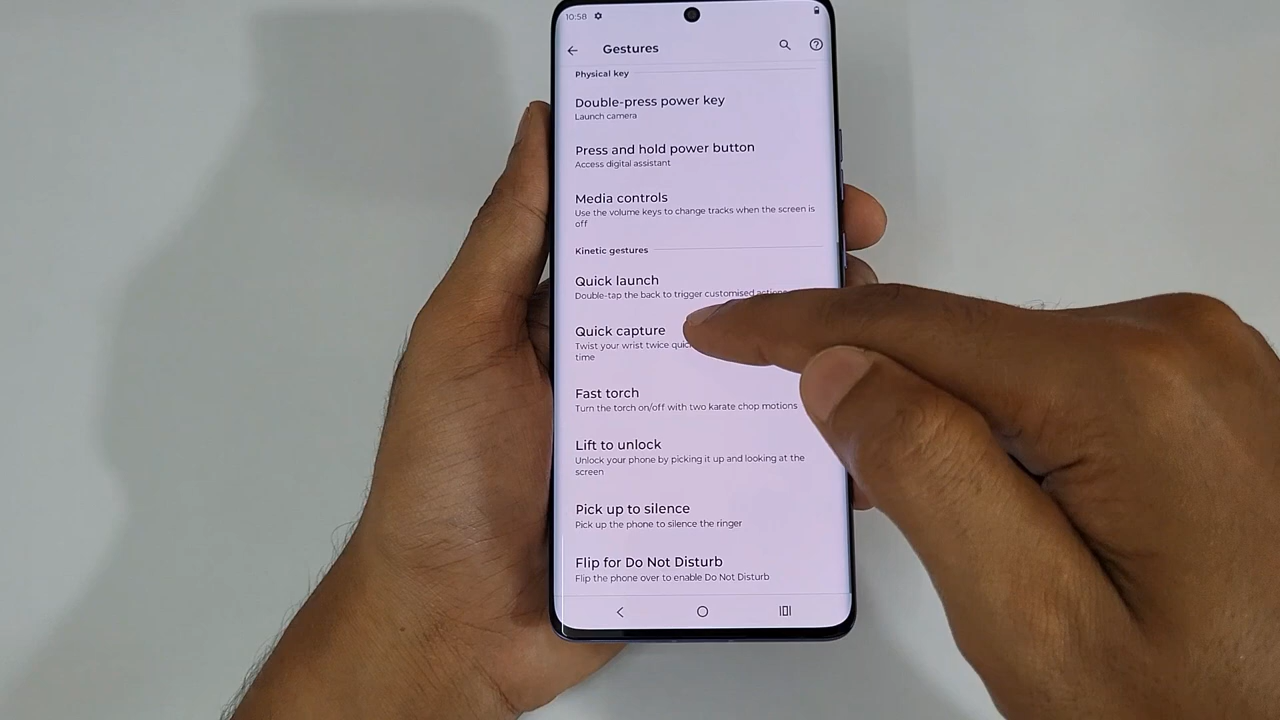 10:58
Gestures
Physical key
Double-press power key
Launch camera
Press and hold power button
Access digital assistant
Media controls
Use the volume keys to change tracks when the screen is
off
Kinetic gestures
Quick launch
Double-tap the back to trigger customised actions
Quick capture
Twist your wrist twice
time
Fast torch
Turn the torch on/off with two karate chop motions
Lift to unlock
Unlock your phone by picking it up and looking at the
screen
Pick up to silence
Pick up the phone to silence the ringer
Flip for Do Not Disturb
Flip the phone over to enable Do Not Disturb